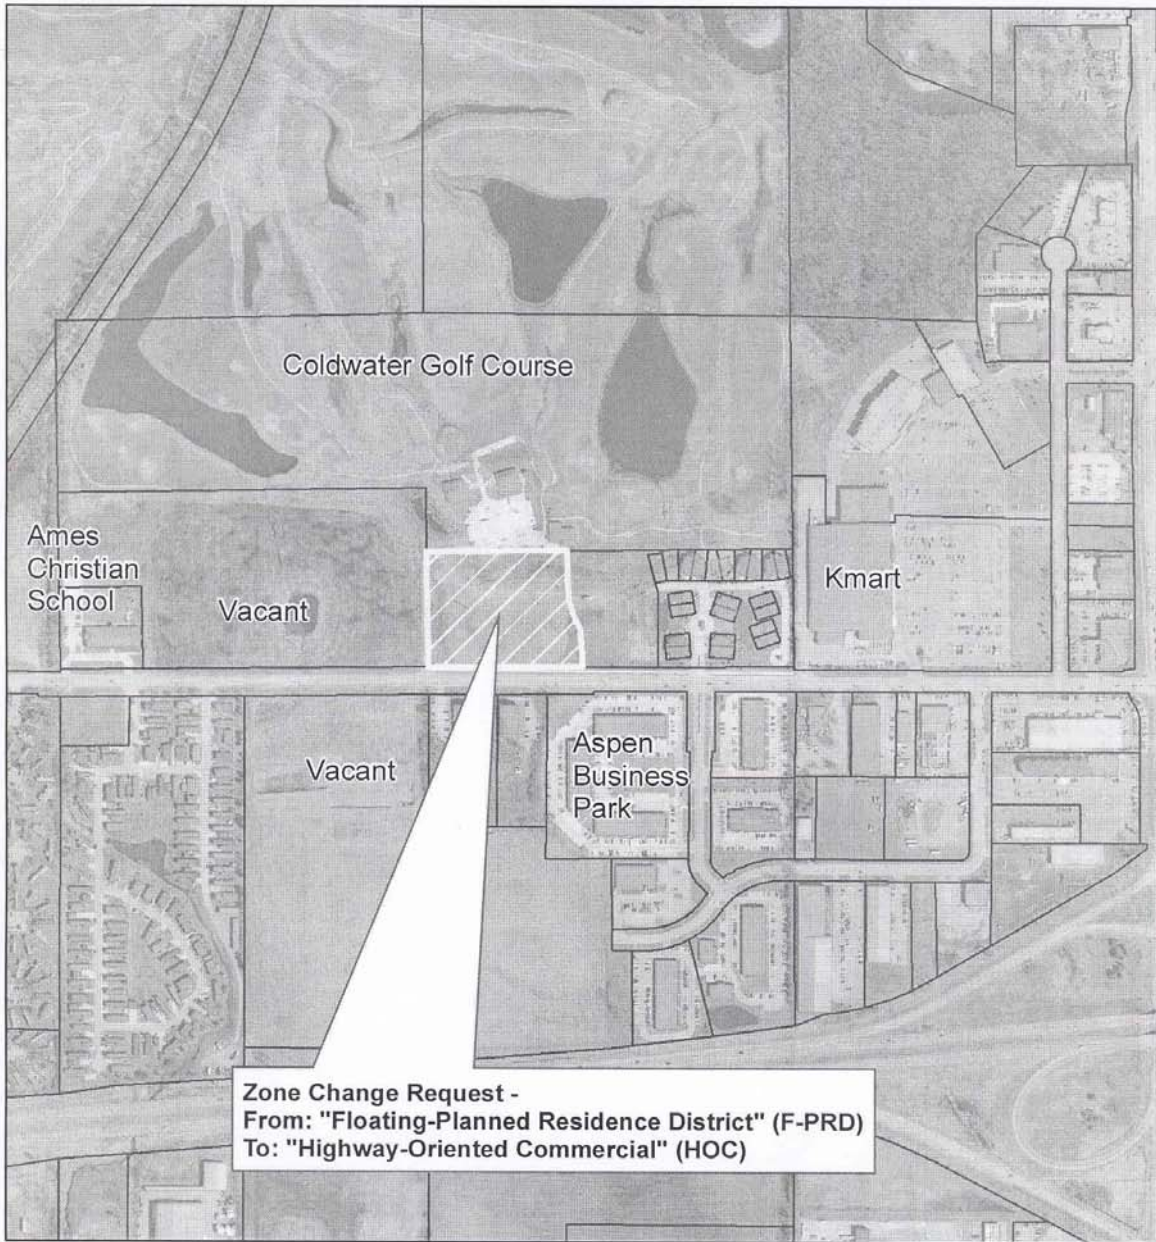 Coldwater Golf Course
Ames
Christian
School
Vacant
Kmart
Vacant
Aspen
Business
Park
Zone Change Request -
From: "Floating-Planned Residence District" (F-PRD)
To: "Highway-Oriented Commercial" (HOC)